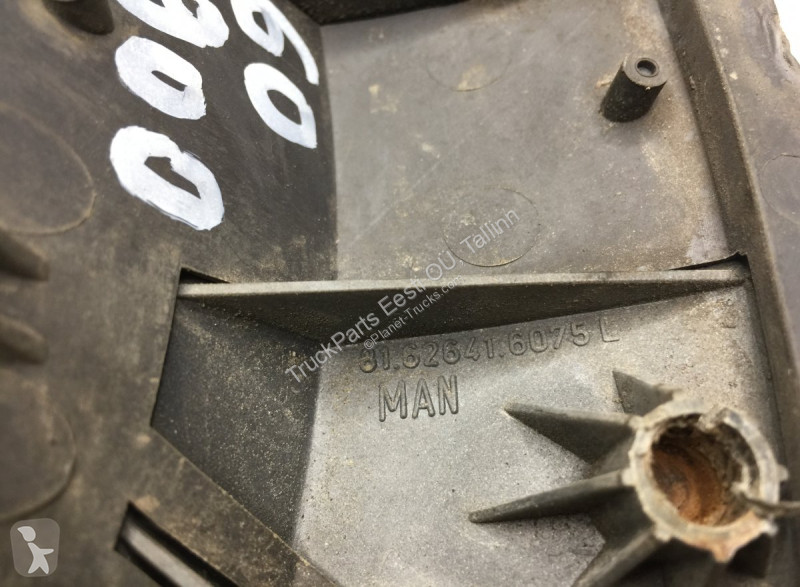 TruckParts Eesti OÜ, Tallinn
©Planet-Trucks.com
81.62641.6075 L
MAN